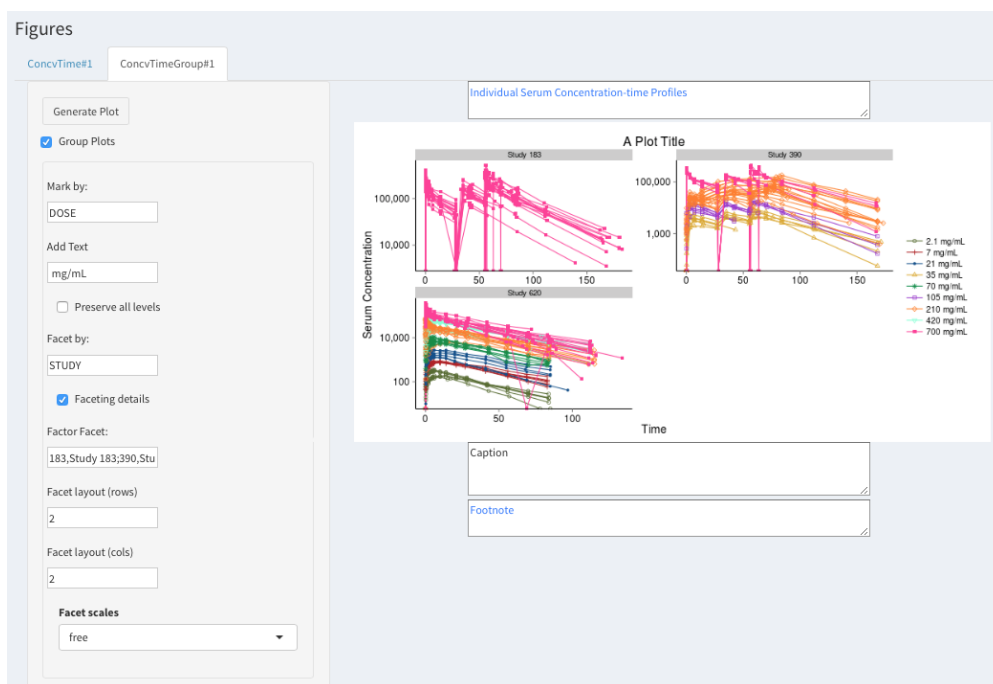 Figures
ConcvTime#1
ConcvTimeGroup#1
Generate Plot
Group Plots
Mark by:
DOSE
Add Text
mg/mL
Preserve all levels
Facet by:
STUDY
Faceting details
Factor Facet:
183,Study 183;390,Stu
Facet layout (rows)
2
Facet layout (cols)
2
Facet scales
free
Individual Serum Concentration-time Profiles
A Plot Title
Study 183
Study 390
100,000
10,000
0 50 100 150
100,000
1,000
0 50 100 150
Study 620
10,000
100
0 50 100
Serum Concentration
Time
2.1 mg/mL
7 mg/mL
21 mg/mL
35 mg/mL
70 mg/mL
105 mg/mL
210 mg/mL
420 mg/mL
700 mg/mL
Caption
Footnote